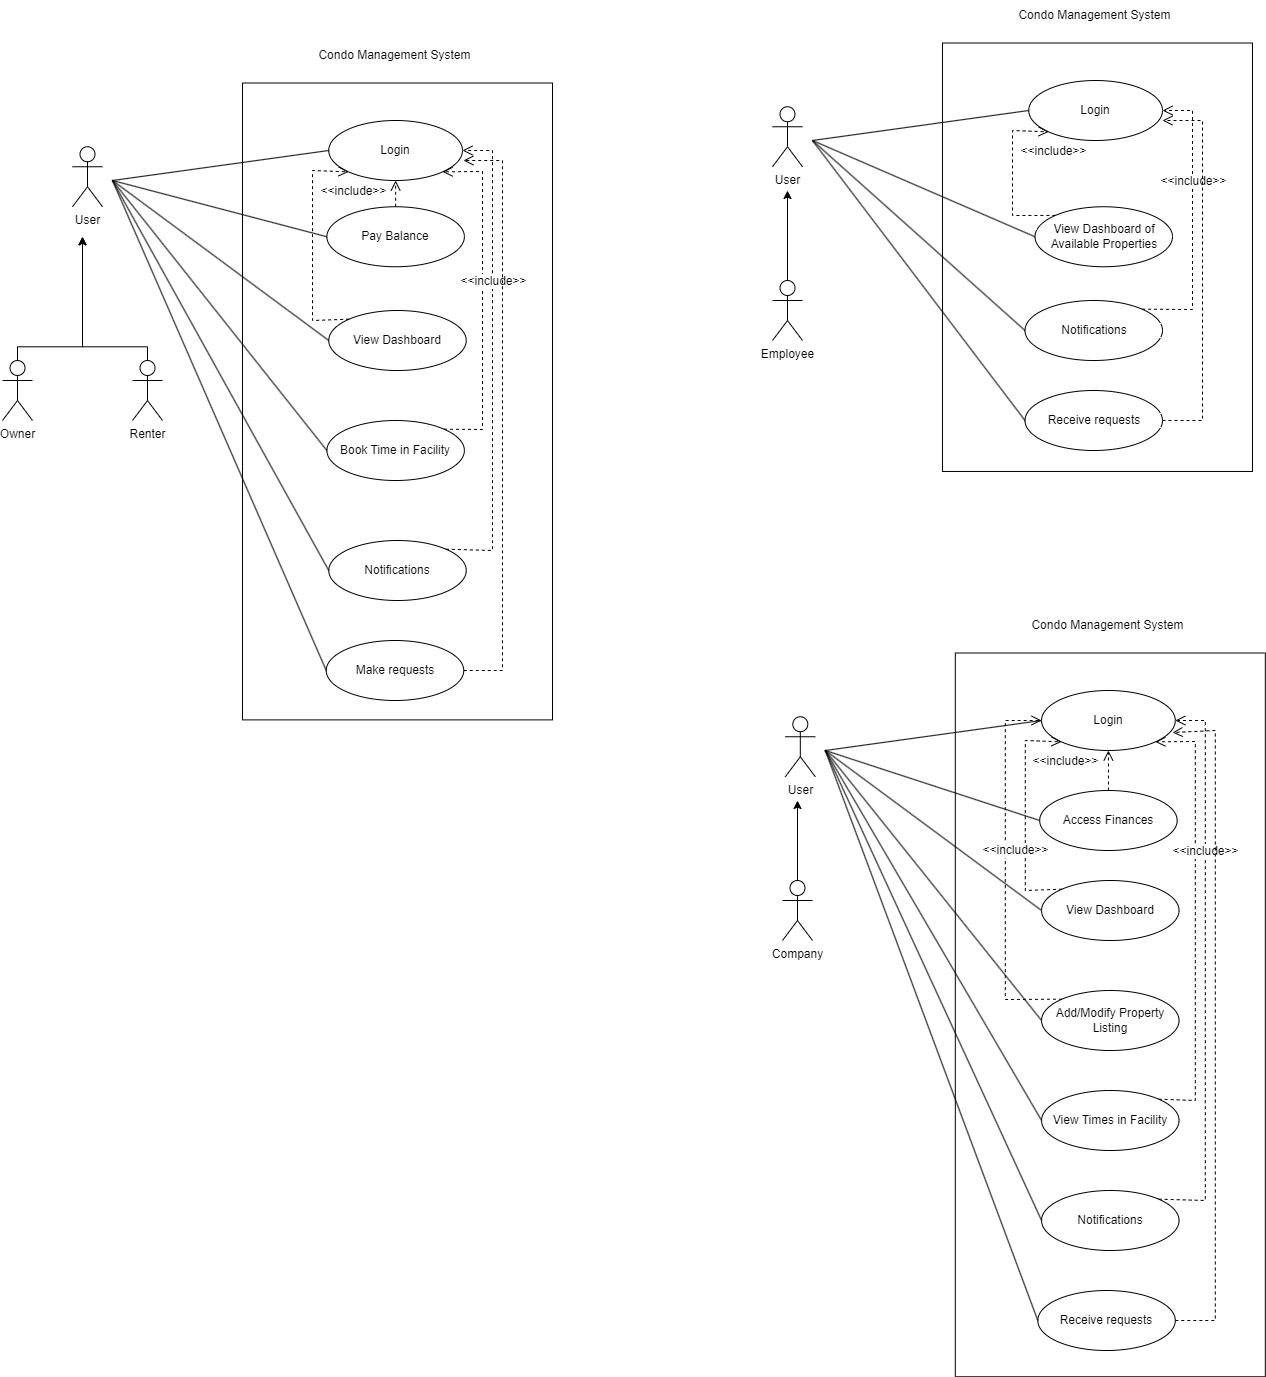 Condo Management System
Login
<<include>>
User
Pay Balance
<<include>>
View Dashboard
Owner
Renter
Book Time in Facility
Notifications
Make requests
Condo Management System
Login
<<include>>
User
<<include>>
View Dashboard of
Available Properties
Notifications
Employee
Receive requests
Condo Management System
Login
<<include>>
User
Access Finances
<<include>>
<<include>>
View Dashboard
Company
Add/Modify Property
Listing
View Times in Facility
Notifications
Receive requests